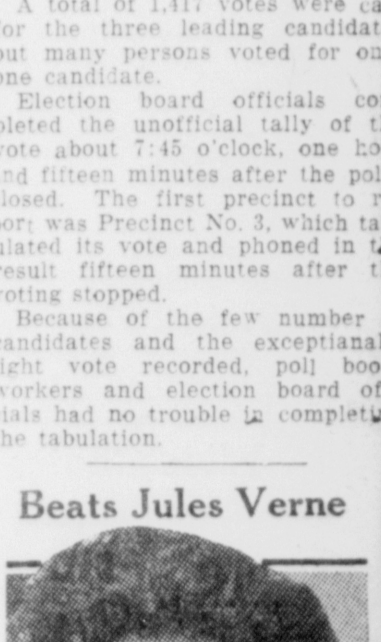 A total of 1,417 votes were ca
for the three leading candidat
but many persons voted for on
one candidate.
Election board officials co
pleted the unofficial tally of t
vote about 7:45 o'clock, one ho
and fifteen minutes after the pol
closed. The first precinct to r
port was Precinct No. 3, which ta
ulated its vote and phoned in t
result fifteen minutes after t
voting stopped.
Because of the few number
candidates and the exceptiana
light vote recorded, poll boo
workers and election board of
cials had no trouble in completi
the tabulation.
Beats Jules Verne